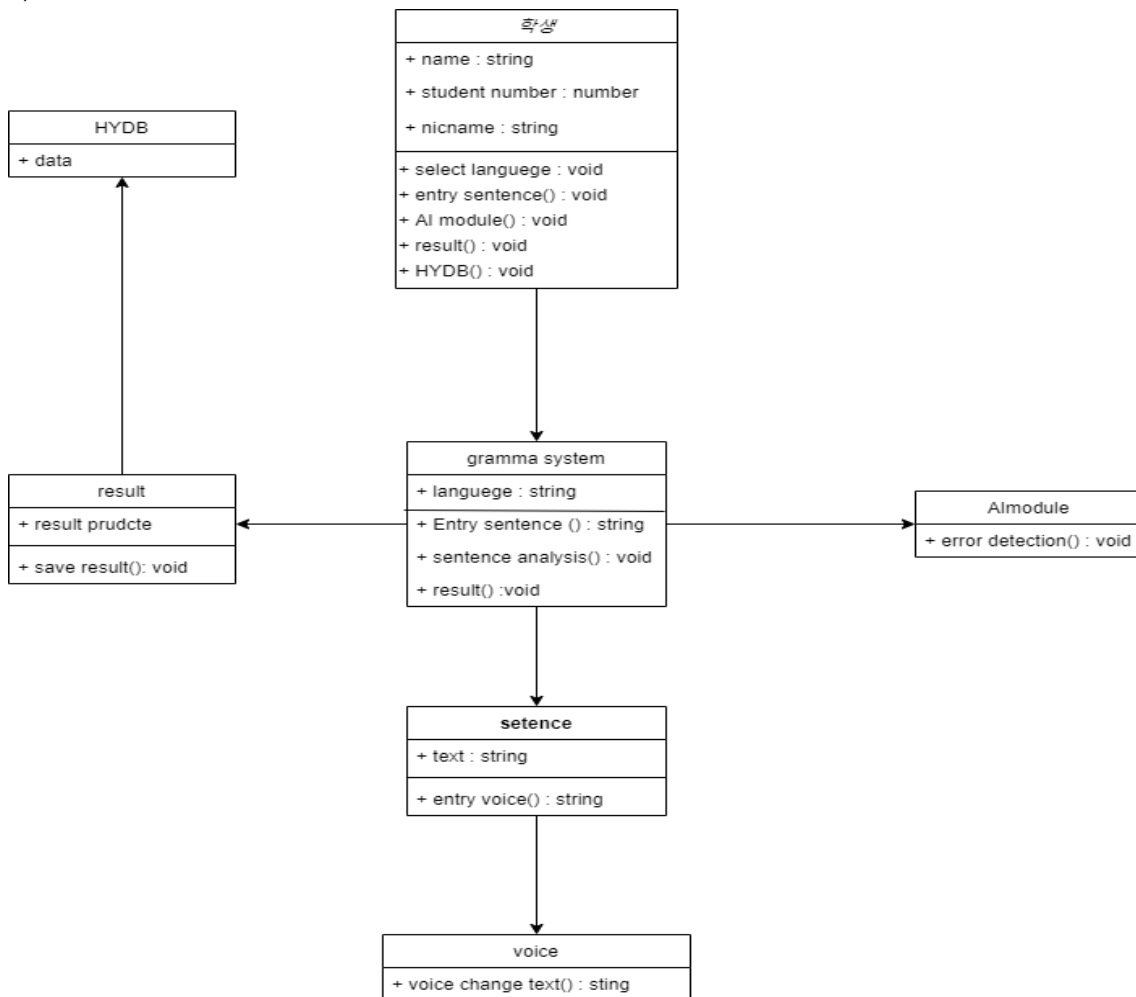 학생
+ name : string
+ student number : number
+ nicname : string
+ select languege : void
+ entry sentence() : void
+ AI module() : void
+ result() : void
+ HYDB() : void
HYDB
+ data
gramma system
+ languege : string
+ Entry sentence () : string
+ sentence analysis() : void
+ result() :void
result
+ result prudcte
+ save result(): void
AImodule
+ error detection() : void
setence
+ text : string
+ entry voice() : string
voice
+ voice change text() : sting